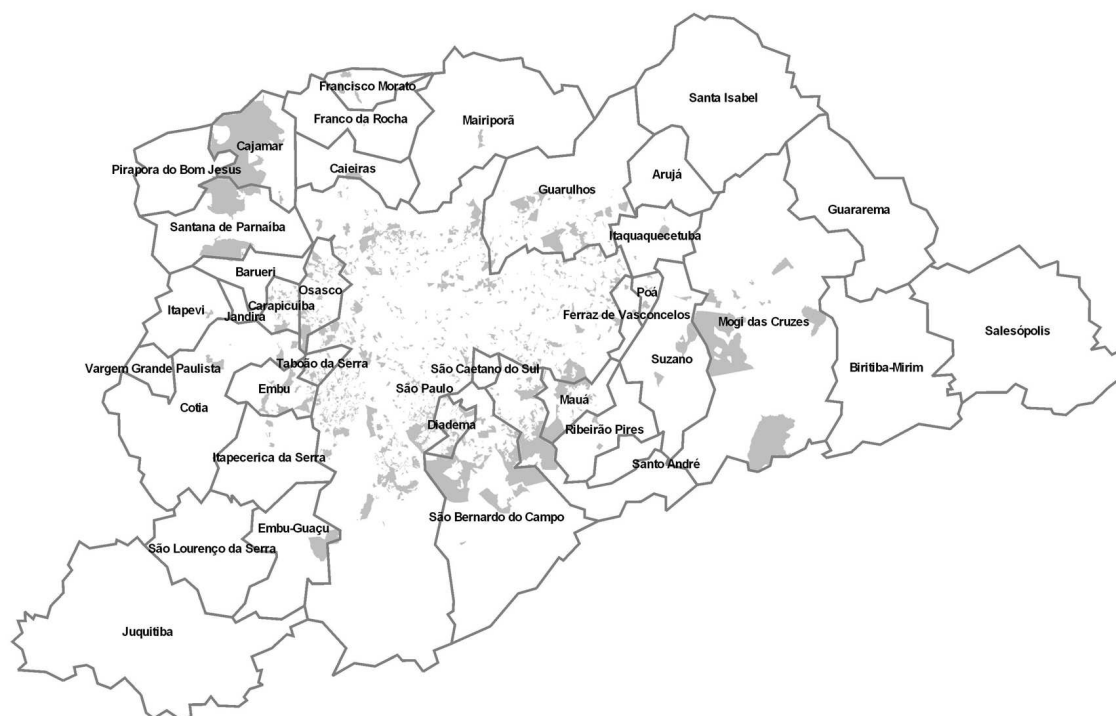 Francisco Morato
Santa Isabel
Franco da Rocha
Mairiporã
Cajamar
Pirapora do Bom Jesus
Caieiras
Arujá
Guarulhos
Guararema
Santana de Parnaíba
Itaquaquecetuba
Barueri
Osasco
Poá
Carapicuiba
Itapevi
Jandira
Ferraz de Vasconcelos
Mogi das Cruzes
Salesópolis
Suzano
Taboão da Serra
Vargem Grande Paulista
São Caetano do Sul
Biritiba-Mirim
Embu
São Paulo
Mauá
Cotia
Diadema
Ribeirão Pires
Itapecerica da Serra
Santo André
São Bernardo do Campo
Embu-Guaçu
São Lourenço da Serra
Juquitiba